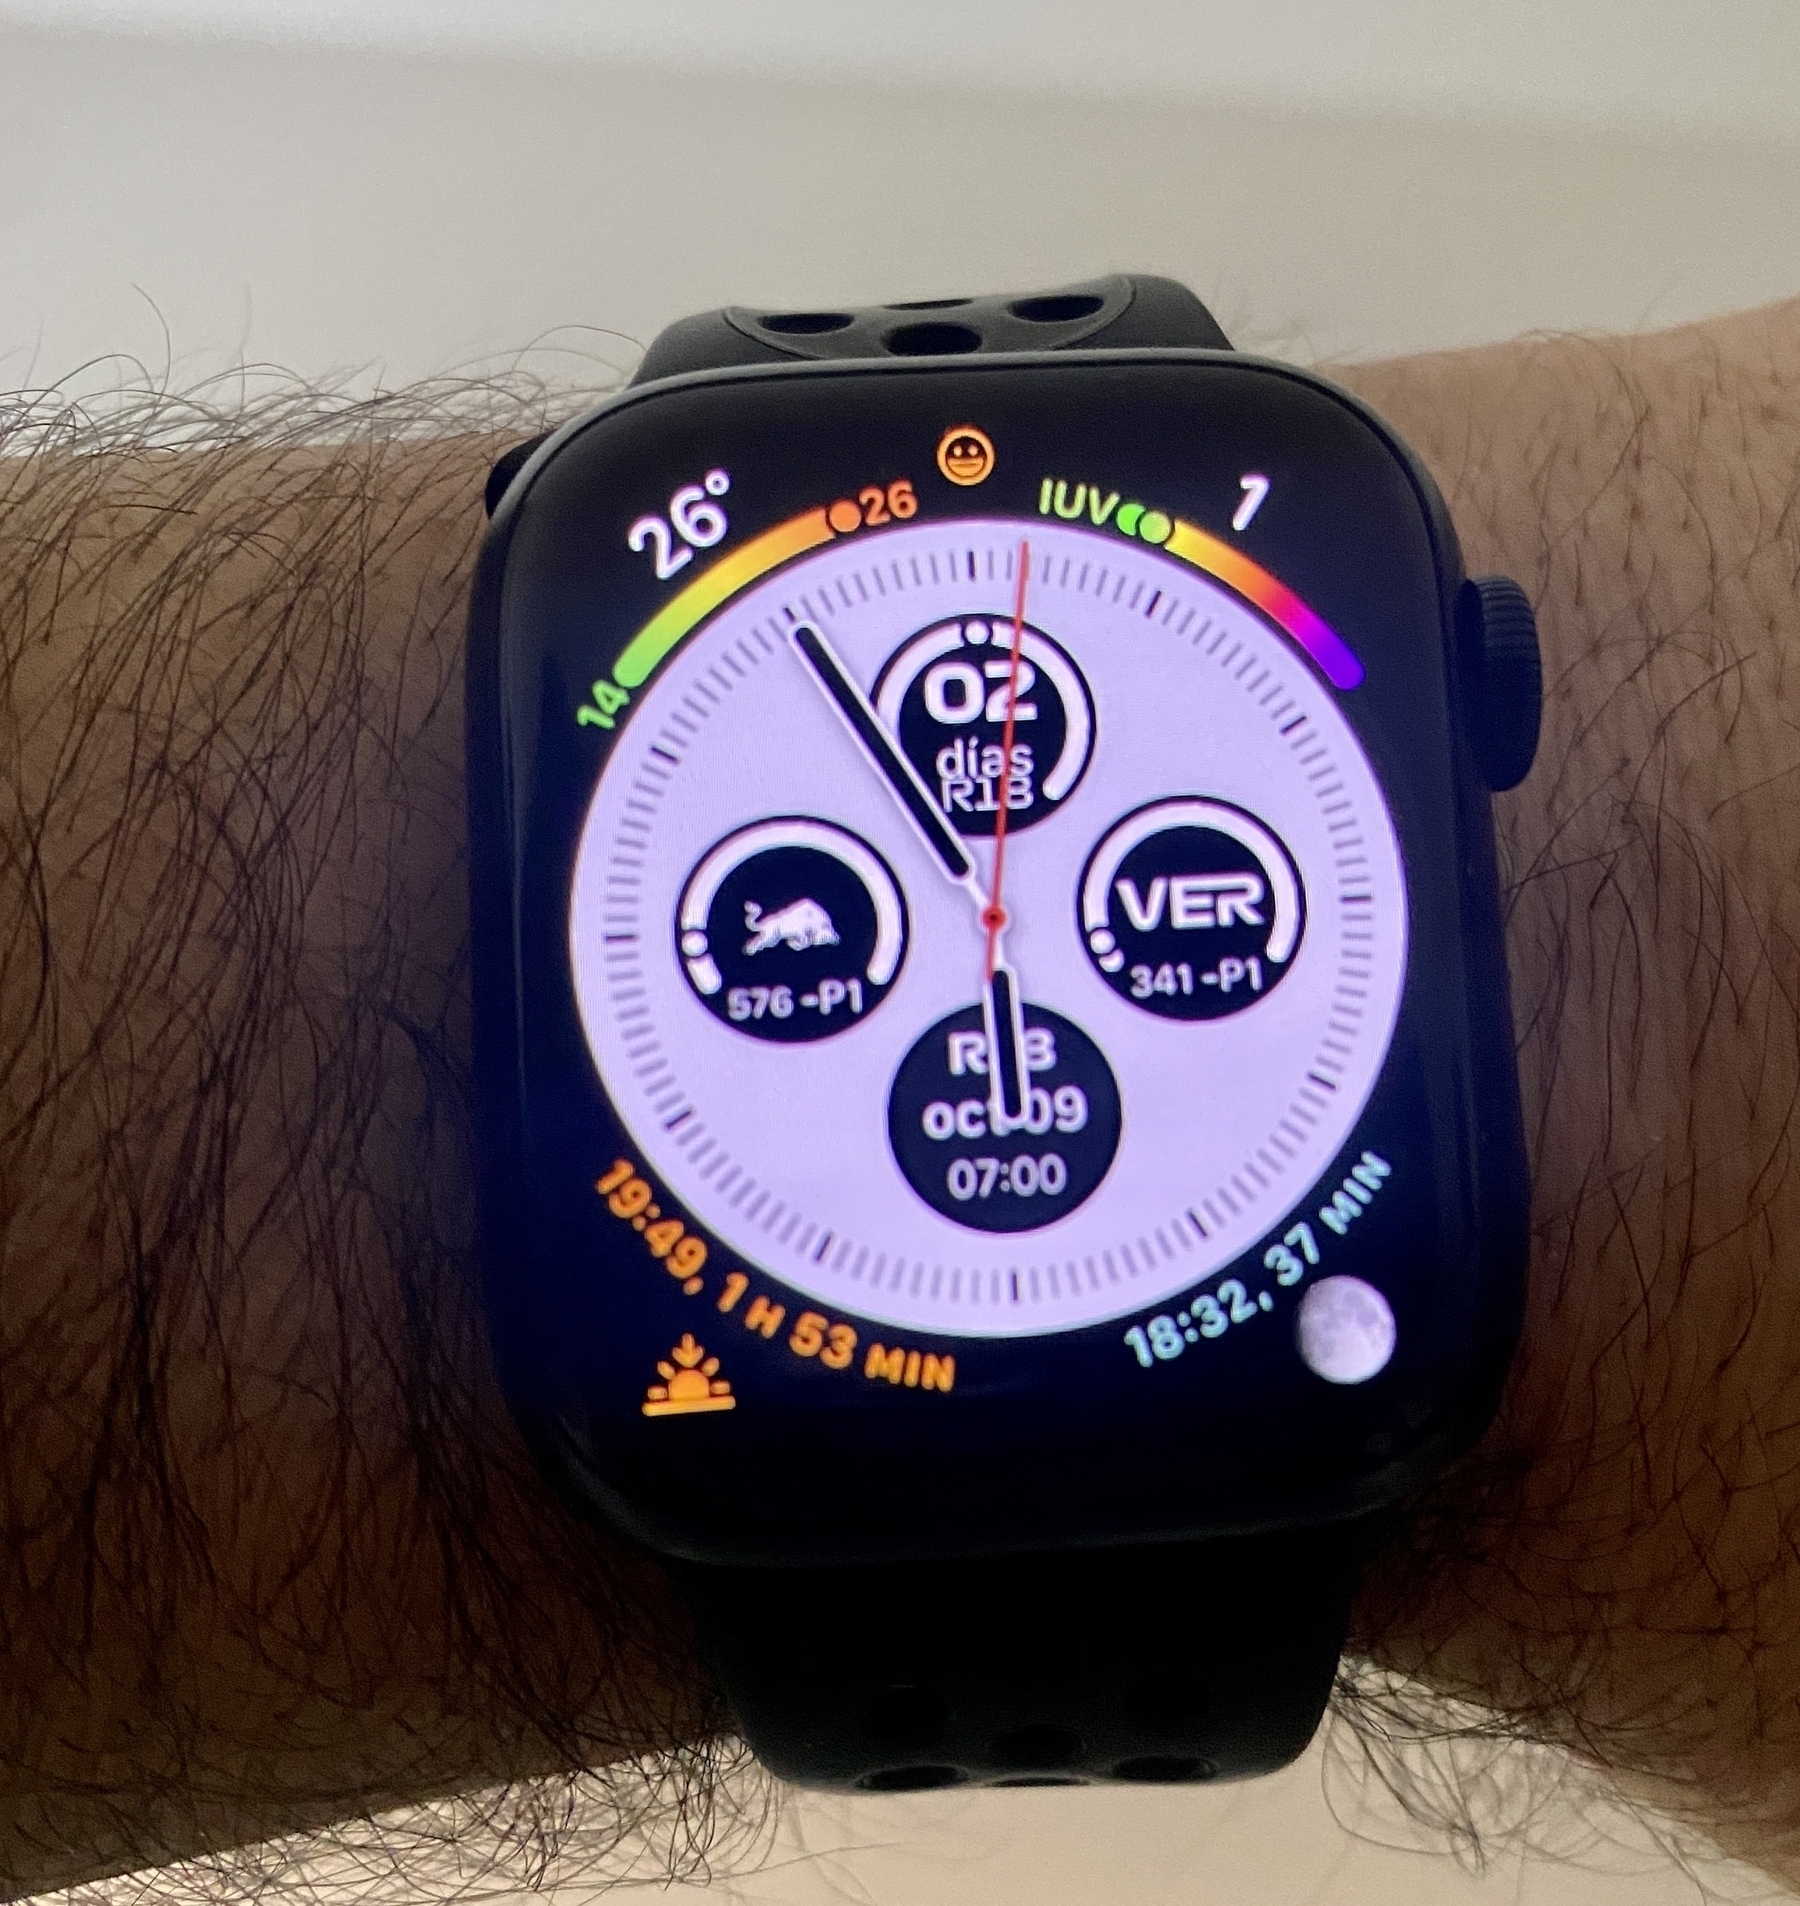 26°
26
14
IUV
1
02
días
R18
576 -P1
VER
341 -P1
oct 09
07:00
19:49, 1 H 53 MIN
18:32, 37 MIN